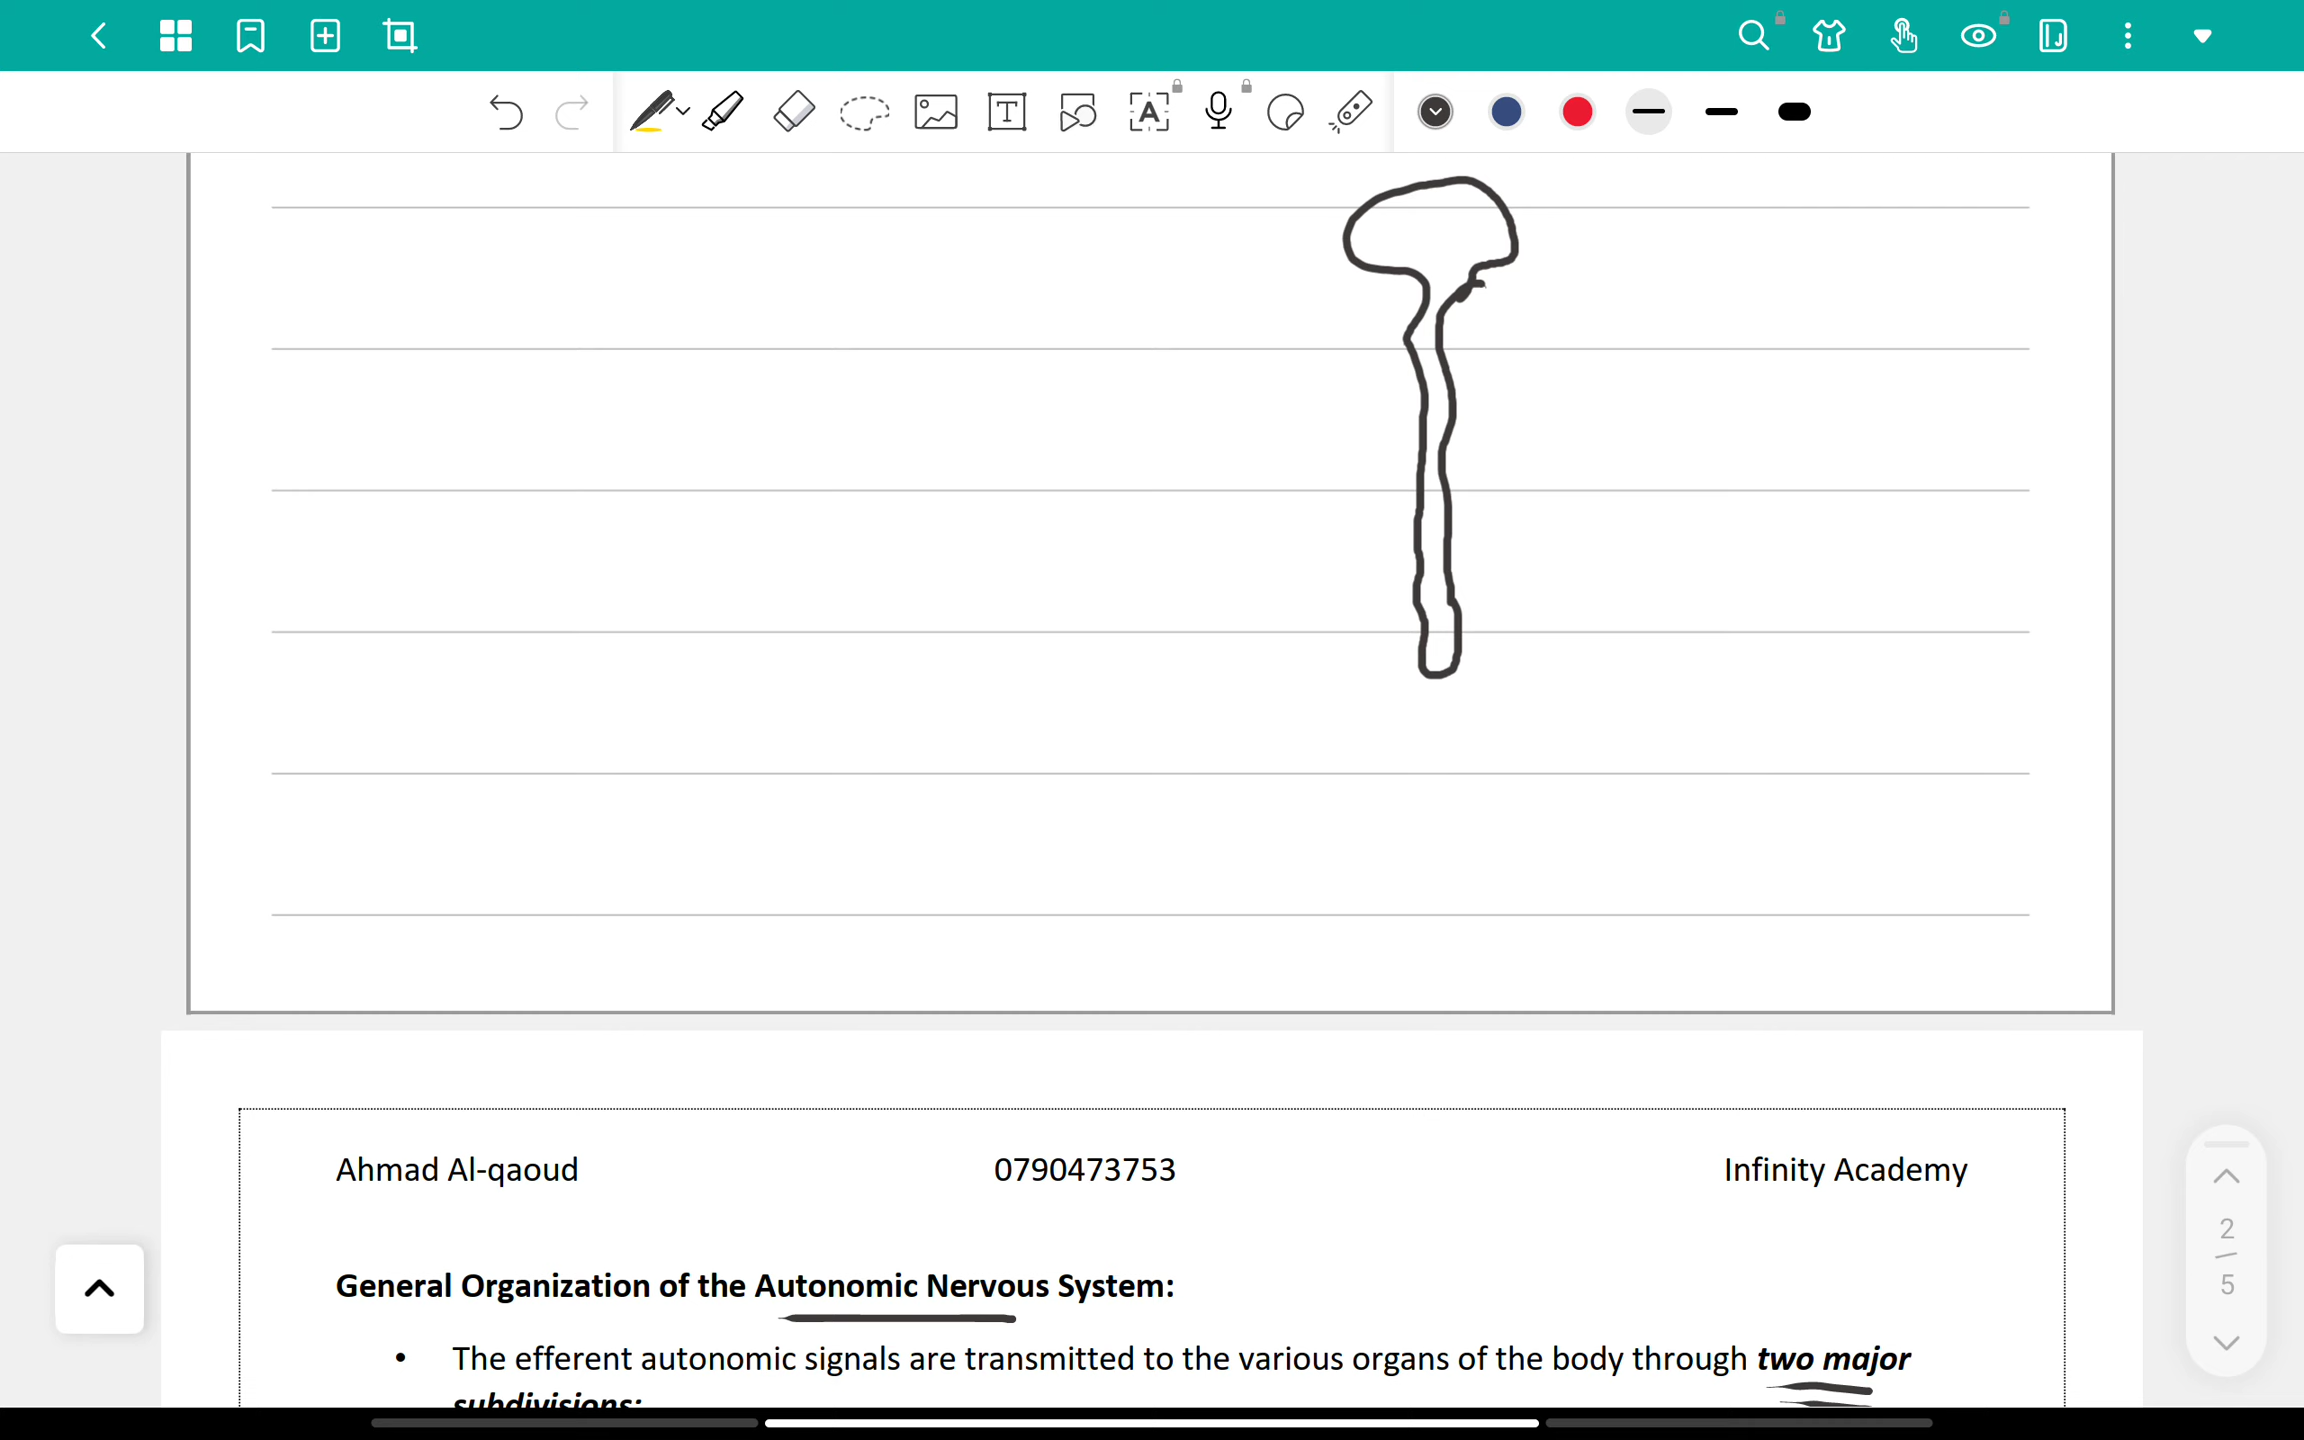 Ahmad Al-qaoud 0790473753 Infinity Academy
General Organization of the Autonomic Nervous System:
• The efferent autonomic signals are transmitted to the various organs of the body through two major
subdivisions:
2
/
5